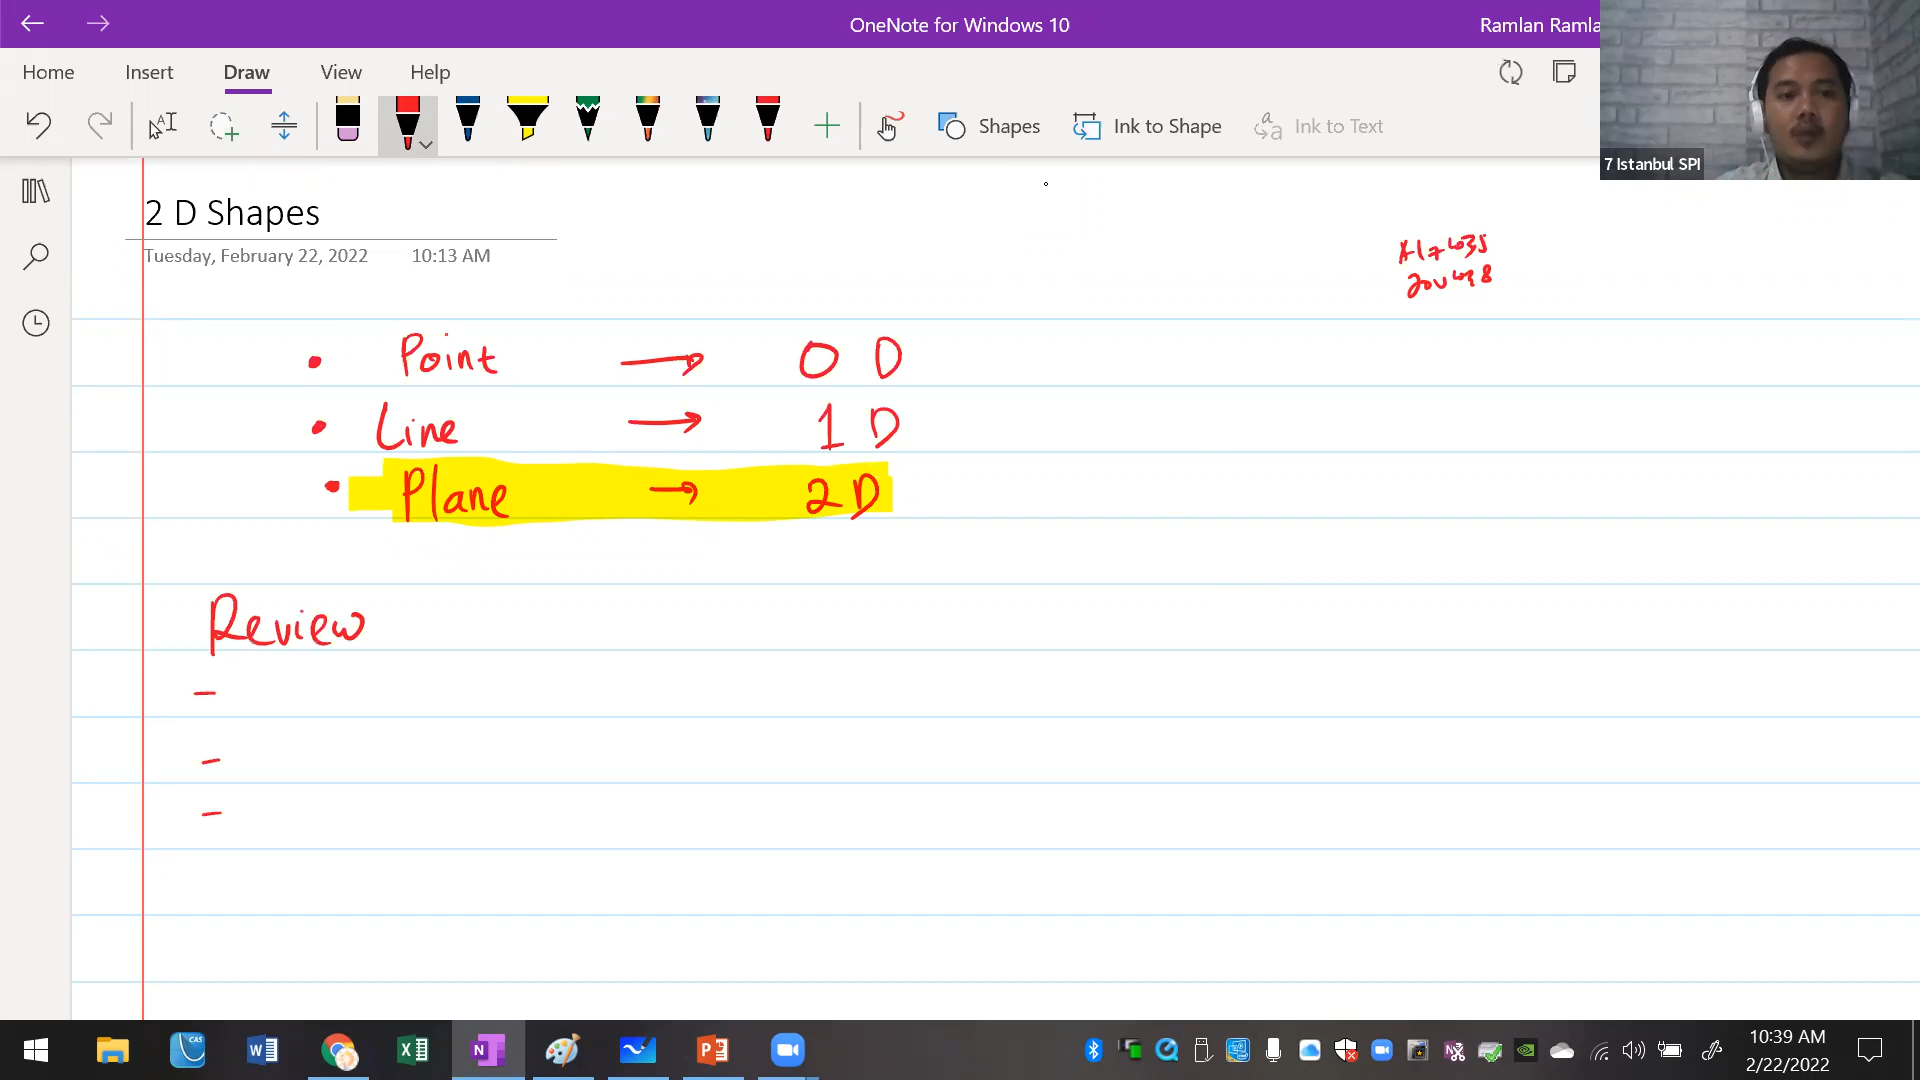 OneNote for Windows 10
Ramlan Ramla
Home Insert Draw View Help
Shapes Ink to Shape Ink to Text
7 Istanbul SPI
2 D Shapes
Tuesday, February 22, 2022 10:13 AM
• Point → 0 D
• Line → 1 D
• Plane → 2 D
Review
-
-
-
10:39 AM
2/22/2022